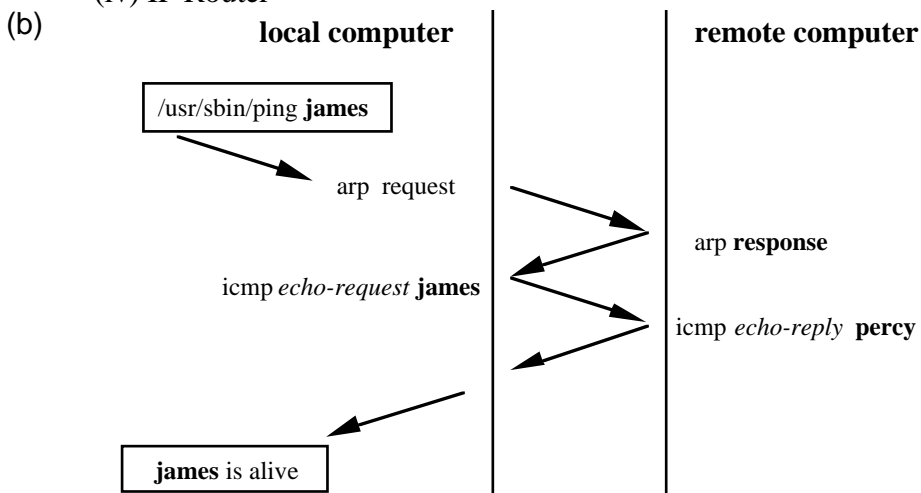 (IV) IP Router
(b)
local computer
remote computer
/usr/sbin/ping james
arp request
arp response
icmp echo-request james
icmp echo-reply percy
james is alive